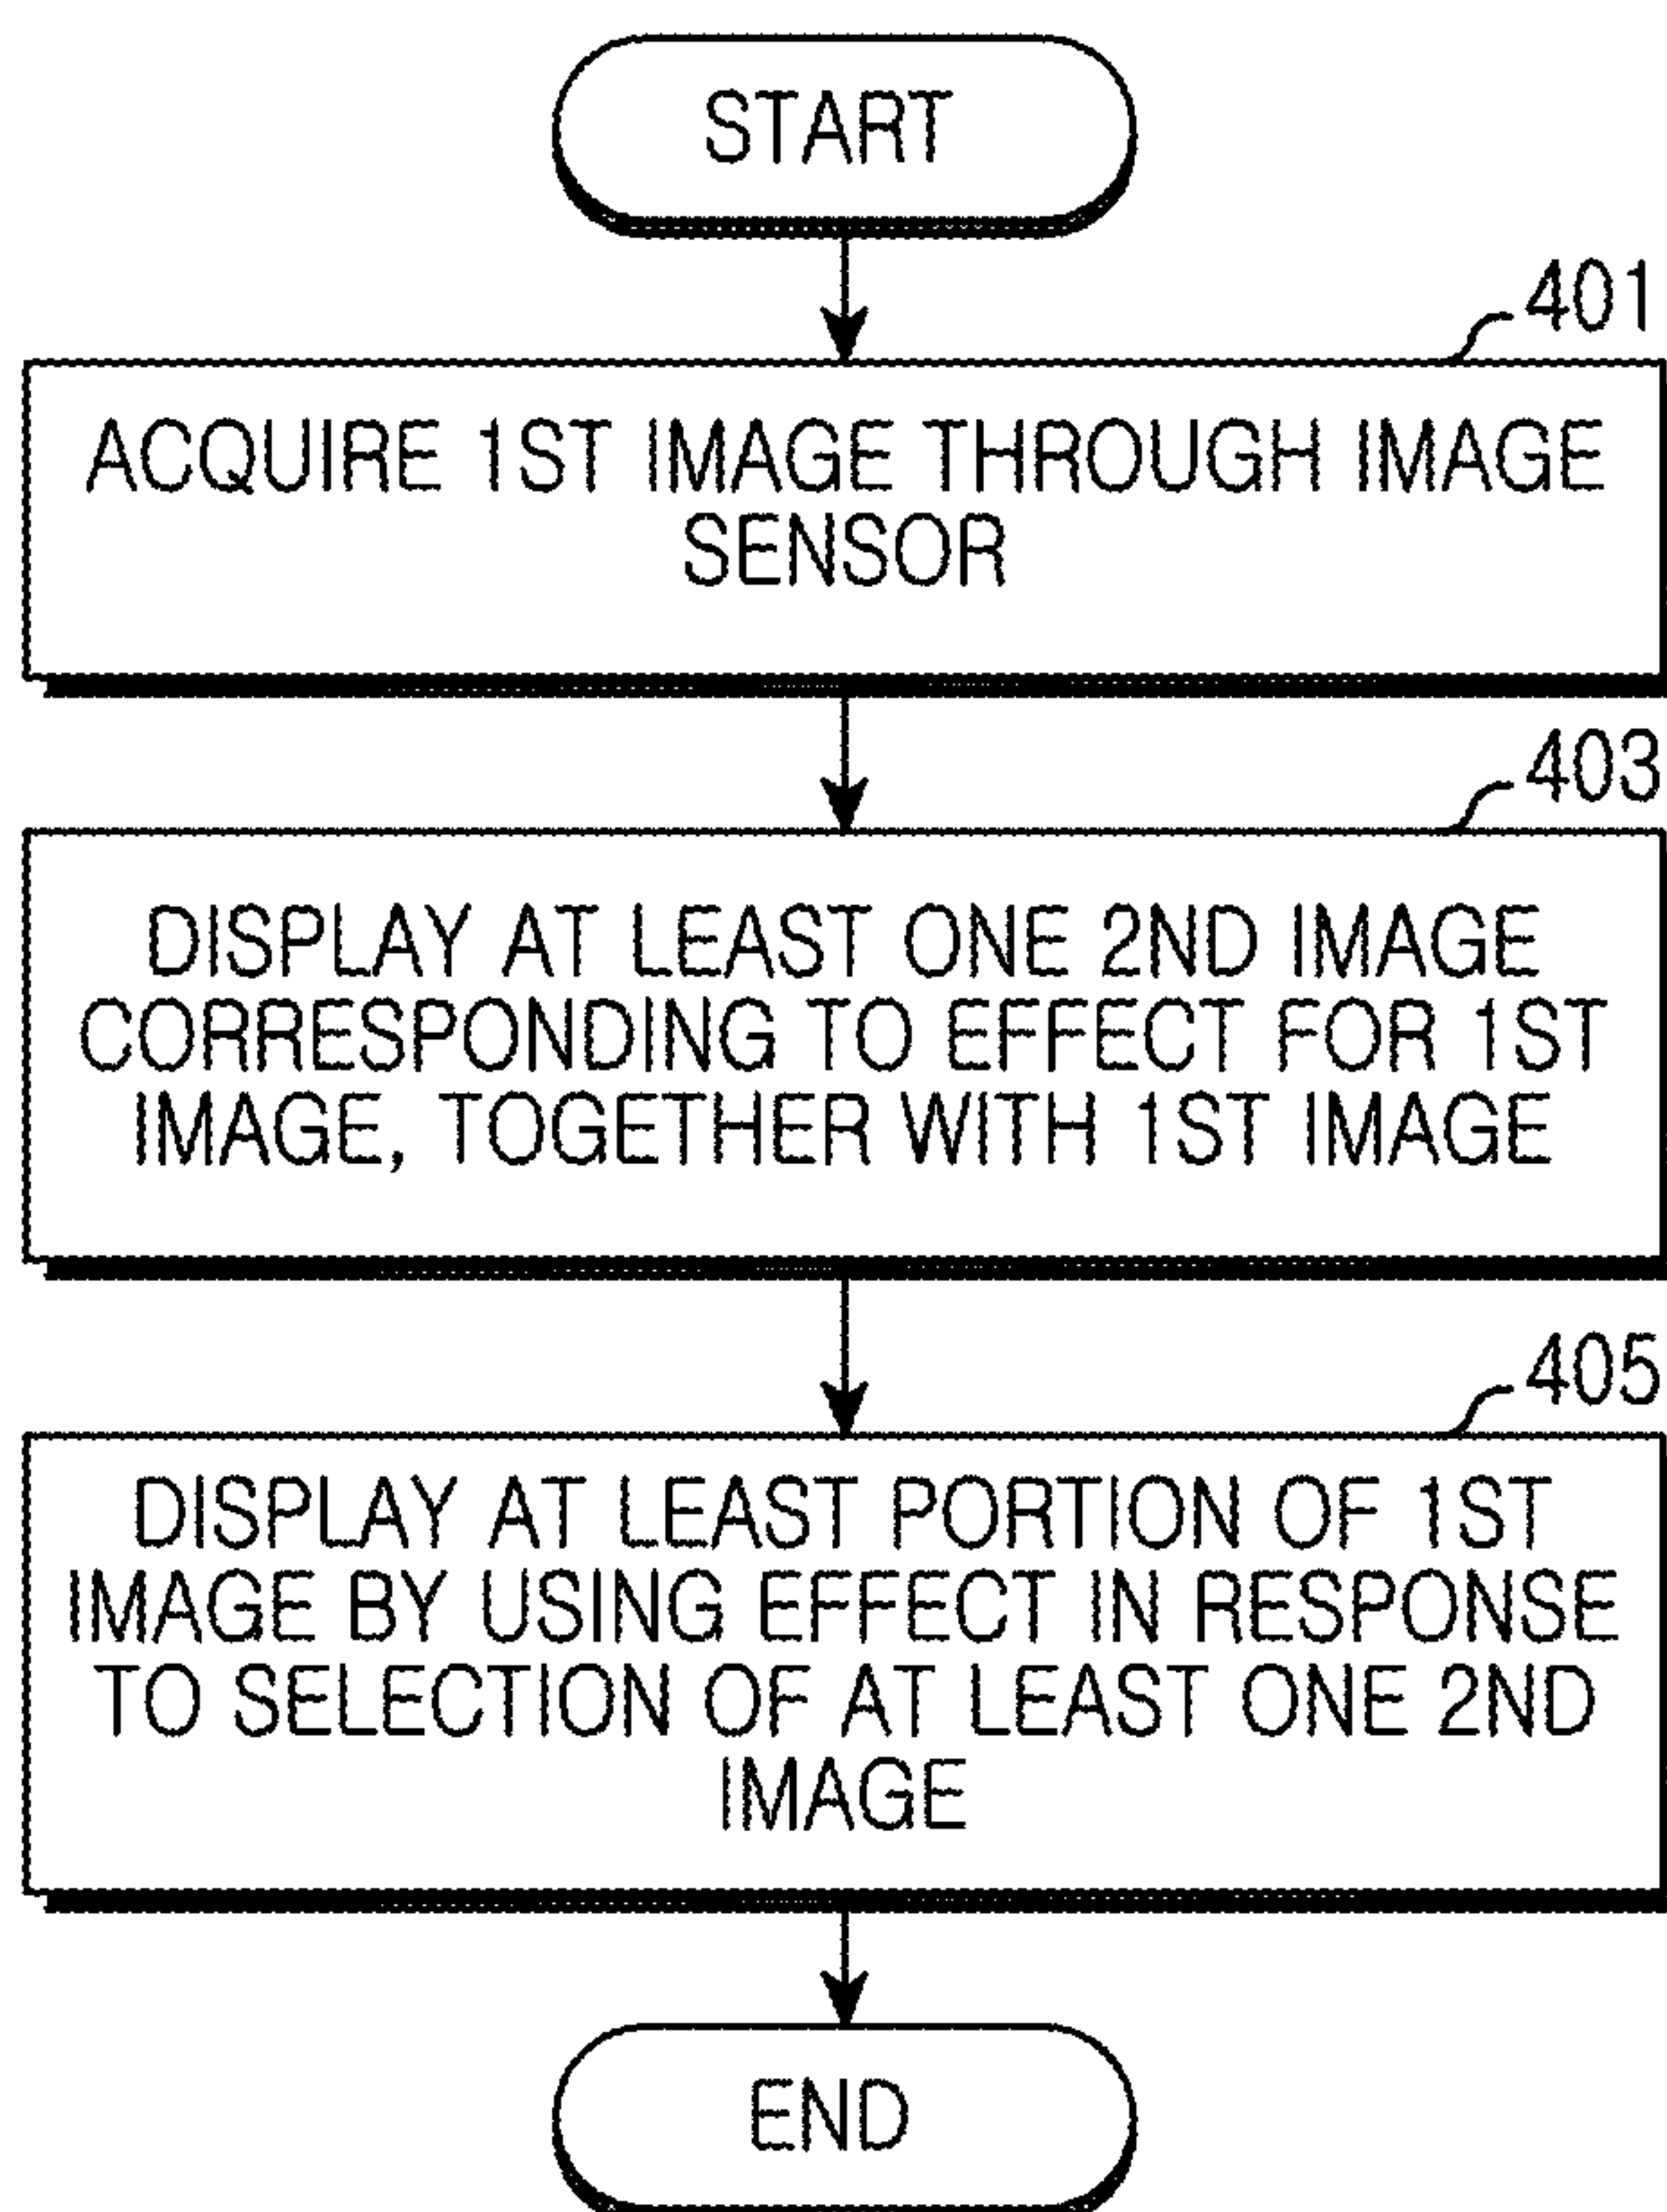 START
401
ACQUIRE 1ST IMAGE THROUGH IMAGE
SENSOR
403
DISPLAY AT LEAST ONE 2ND IMAGE
CORRESPONDING TO EFFECT FOR 1ST
IMAGE, TOGETHER WITH 1ST IMAGE
405
DISPLAY AT LEAST PORTION OF 1ST
IMAGE BY USING EFFECT IN RESPONSE
TO SELECTION OF AT LEAST ONE 2ND
IMAGE
END